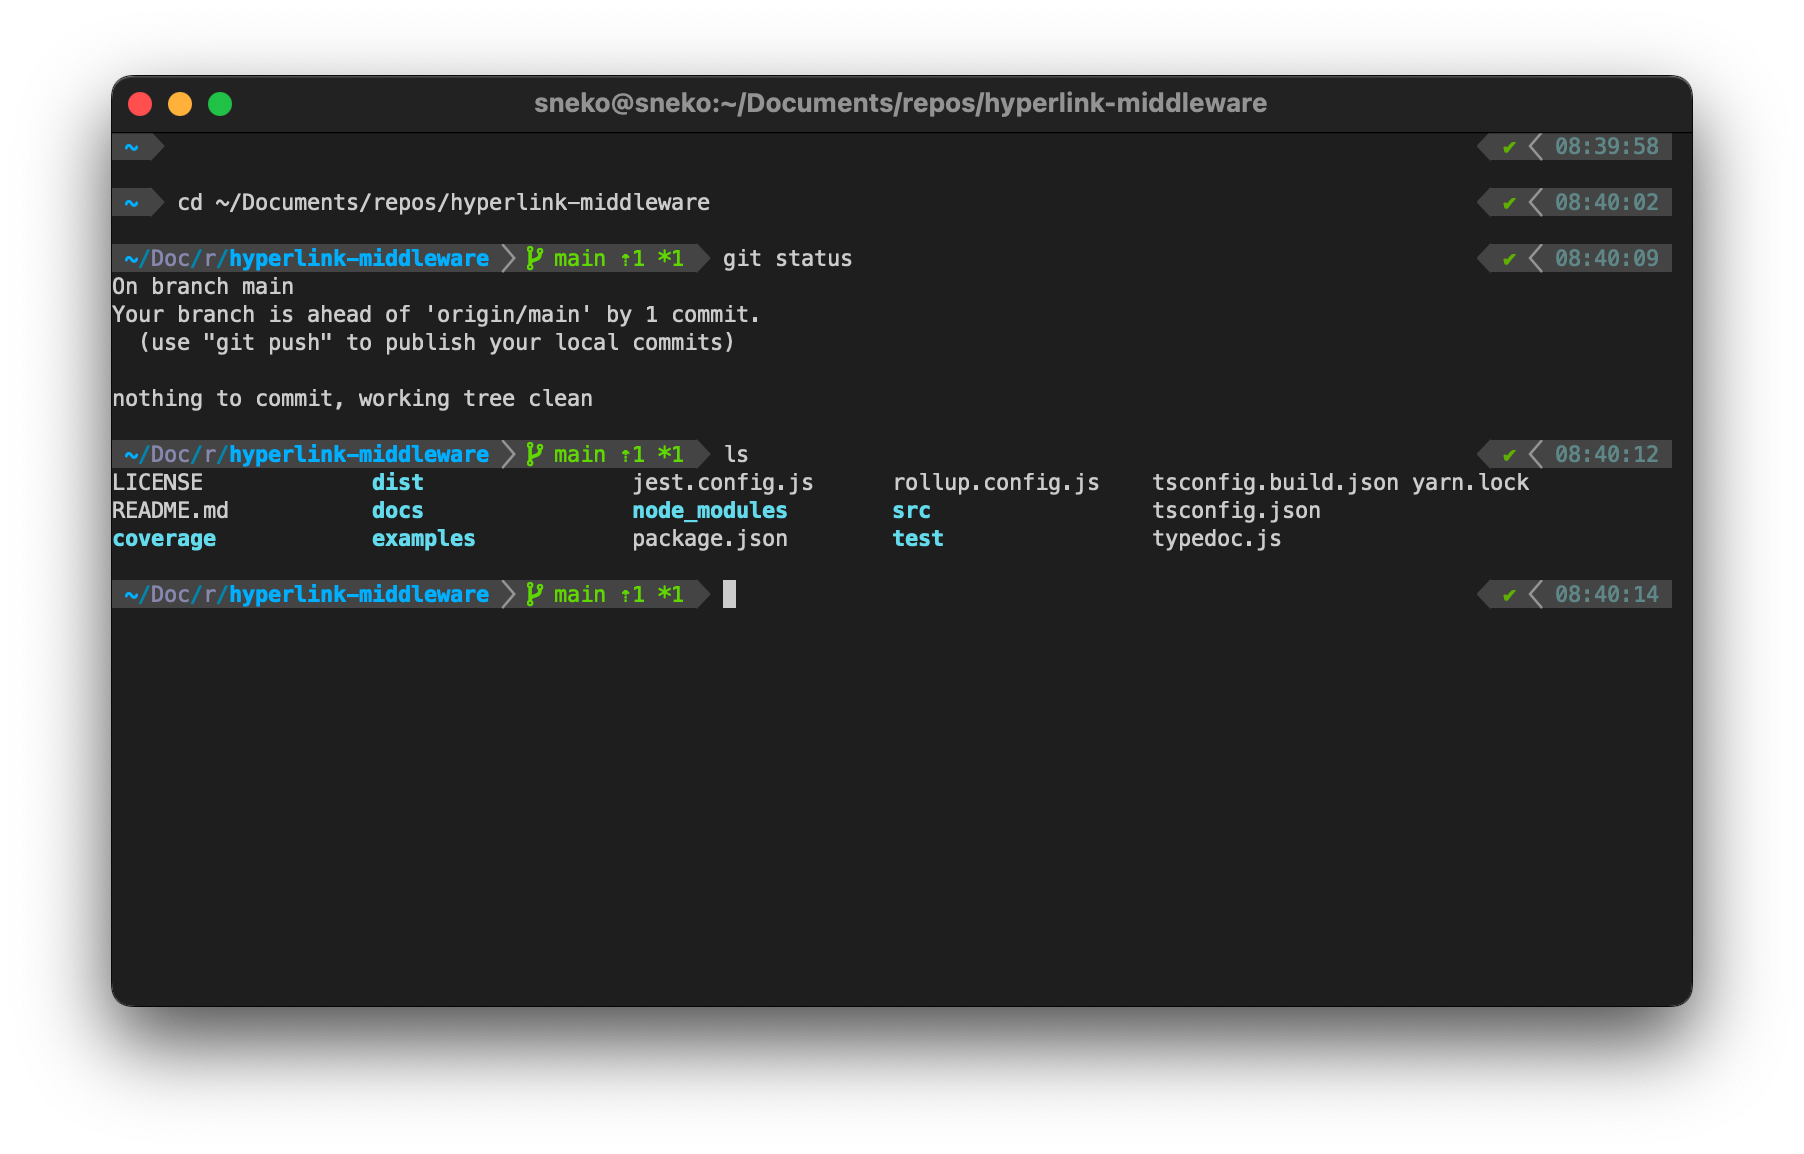 sneko@sneko:~/Documents/repos/hyperlink-middleware
~ ✔ 08:39:58
~ cd ~/Documents/repos/hyperlink-middleware ✔ 08:40:02
~/Doc/r/hyperlink-middleware main ⇡1 *1 git status ✔ 08:40:09
On branch main
Your branch is ahead of 'origin/main' by 1 commit.
  (use "git push" to publish your local commits)
nothing to commit, working tree clean
~/Doc/r/hyperlink-middleware main ⇡1 *1 ls ✔ 08:40:12
LICENSE dist jest.config.js rollup.config.js tsconfig.build.json yarn.lock
README.md docs node_modules src tsconfig.json
coverage examples package.json test typedoc.js
~/Doc/r/hyperlink-middleware main ⇡1 *1 ✔ 08:40:14